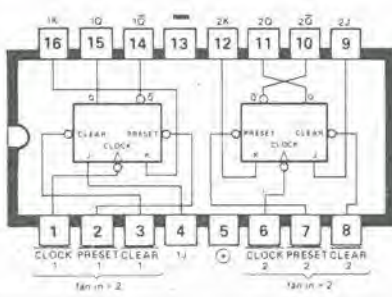 1K 1Q 1Q̅ 2K 2Q 2Q̅ 2J
16 15 14 13 12 11 10 9
Q Q̅ Q̅ Q
CLEAR PRESET PRESET CLEAR
CLOCK CLOCK
J K K J
1 2 3 4 5 6 7 8
CLOCK PRESET CLEAR 1J + CLOCK PRESET CLEAR
1 1 1 2 2 2
fan in = 2 fan in = 2